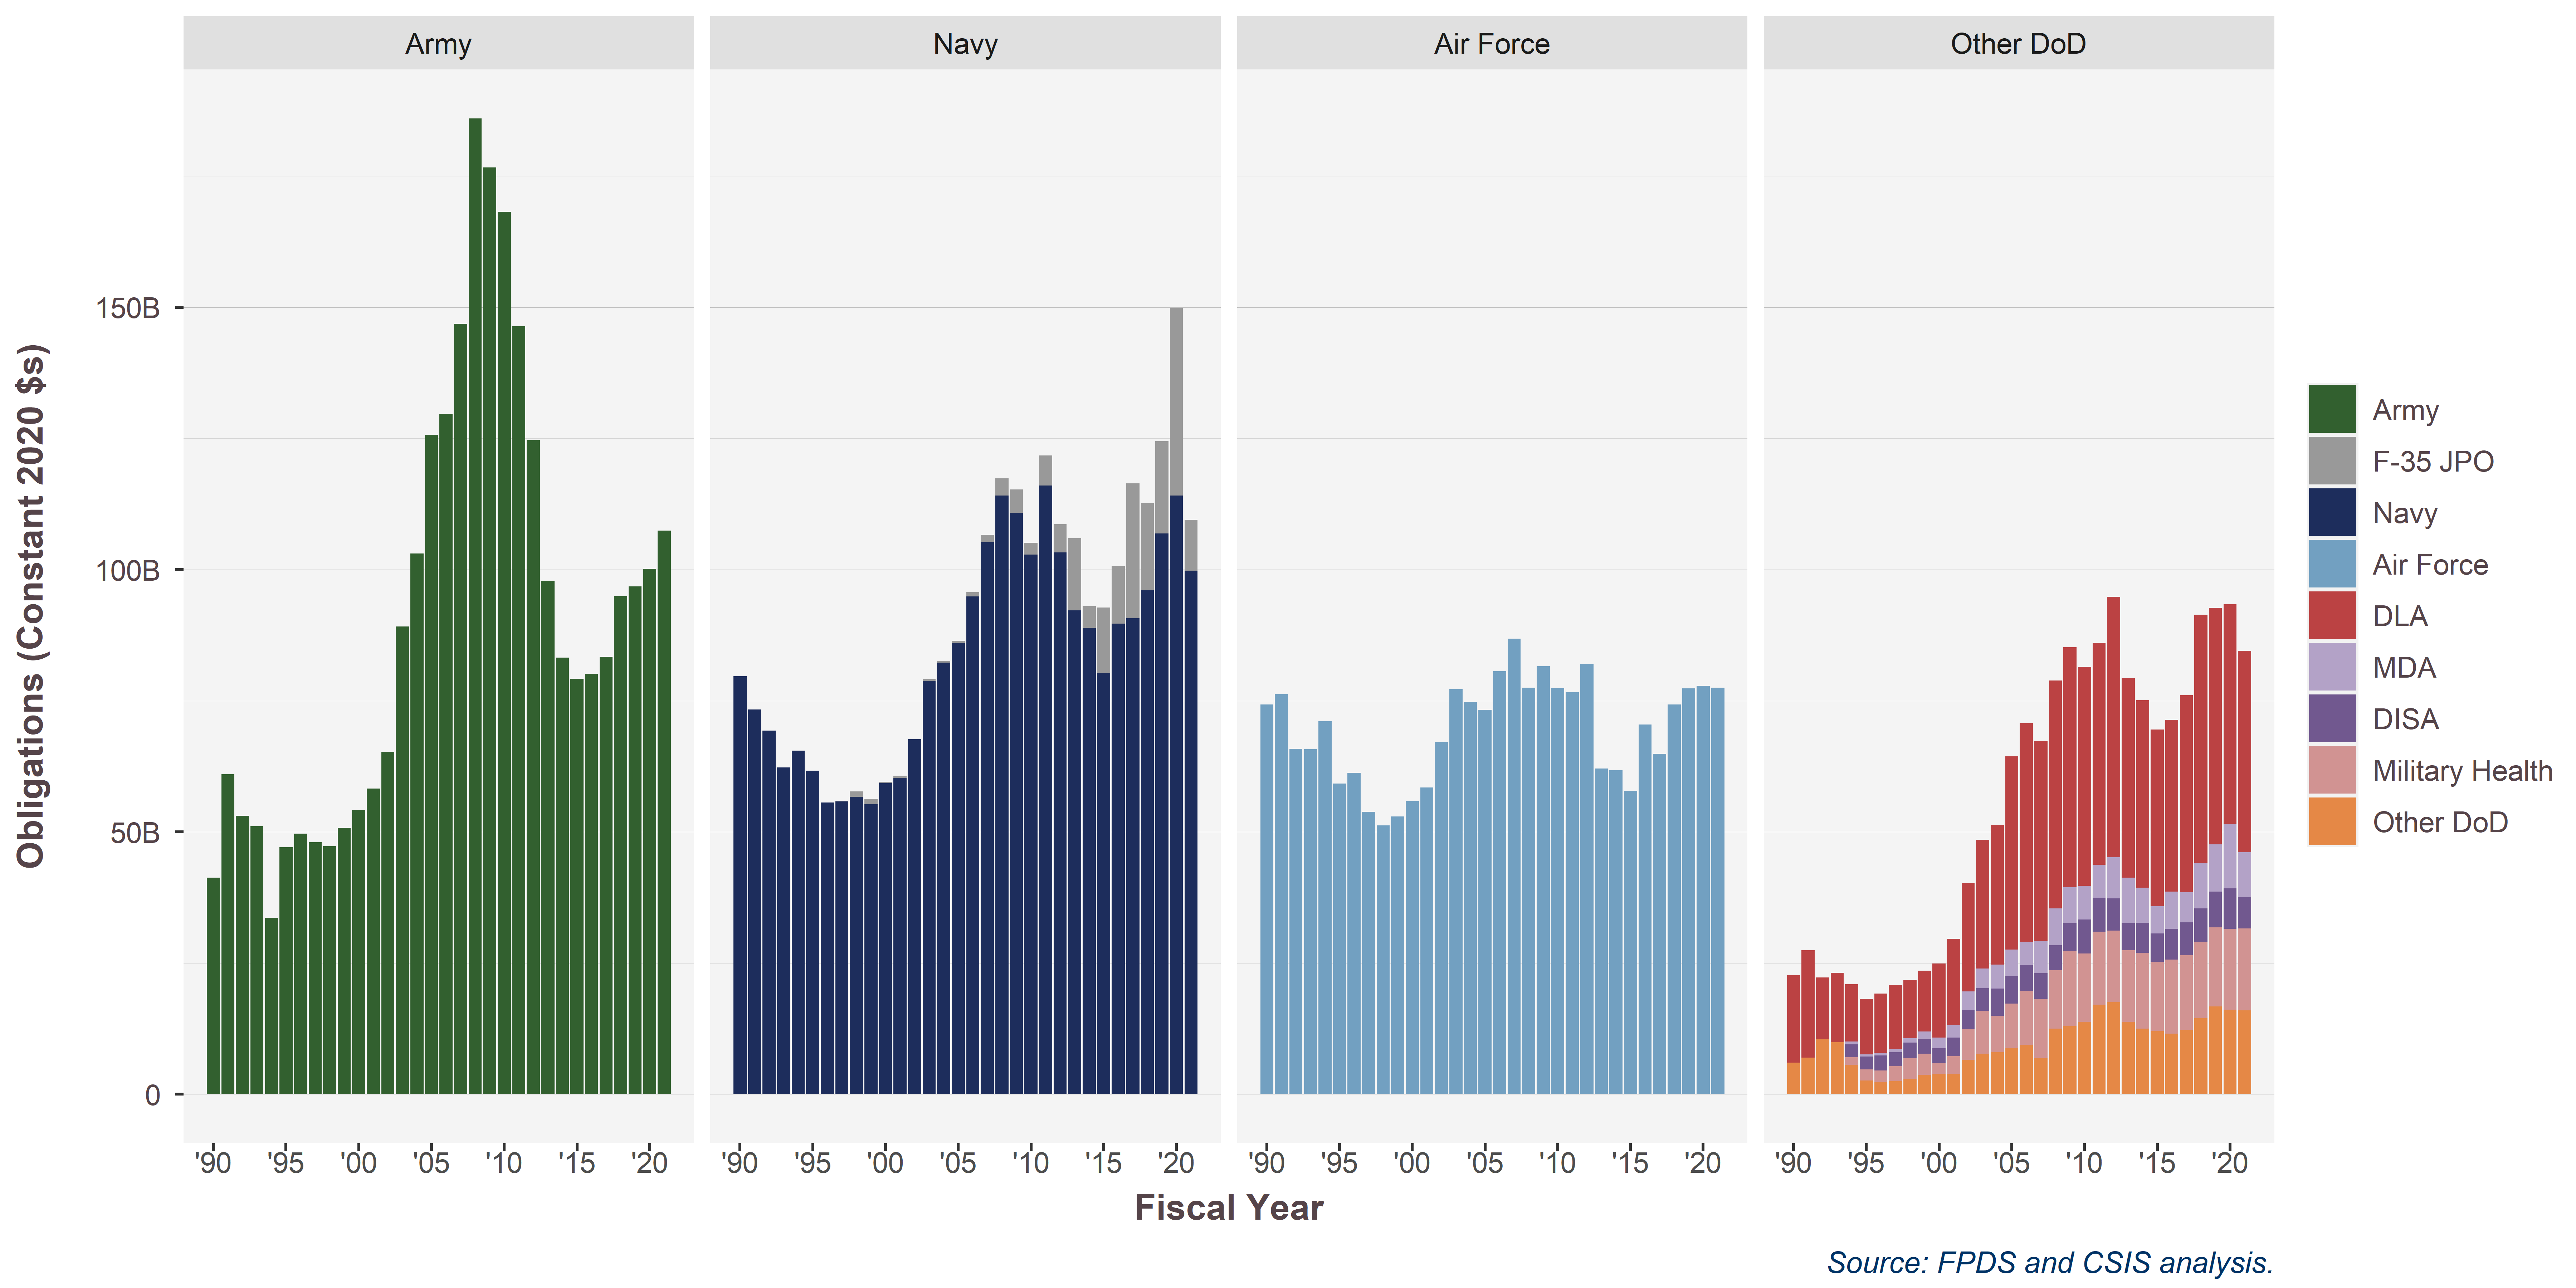 Army Navy Air Force Other DoD
Obligations (Constant 2020 $s)
150B
100B
50B
0
'90 '95 '00 '05 '10 '15 '20 '90 '95 '00 '05 '10 '15 '20 '90 '95 '00 '05 '10 '15 '20 '90 '95 '00 '05 '10 '15 '20
Fiscal Year
Army
F-35 JPO
Navy
Air Force
DLA
MDA
DISA
Military Health
Other DoD
Source: FPDS and CSIS analysis.